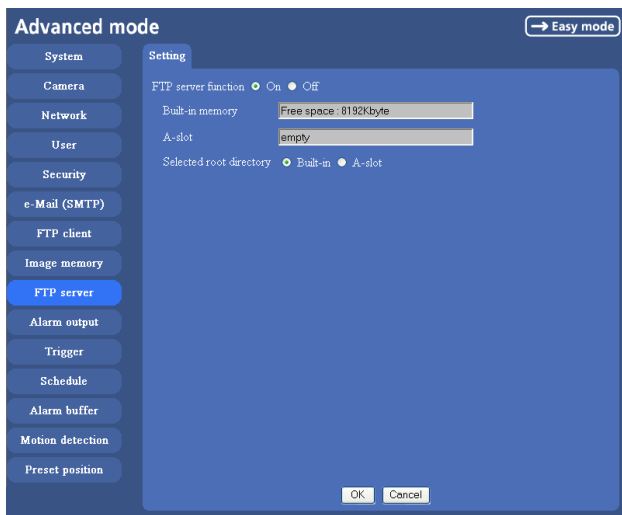 Advanced mode
→ Easy mode
System
Camera
Network
User
Security
e-Mail (SMTP)
FTP client
Image memory
FTP server
Alarm output
Trigger
Schedule
Alarm buffer
Motion detection
Preset position
Setting
FTP server function On Off
Built-in memory Free space : 8192Kbyte
A-slot empty
Selected root directory Built-in A-slot
OK Cancel